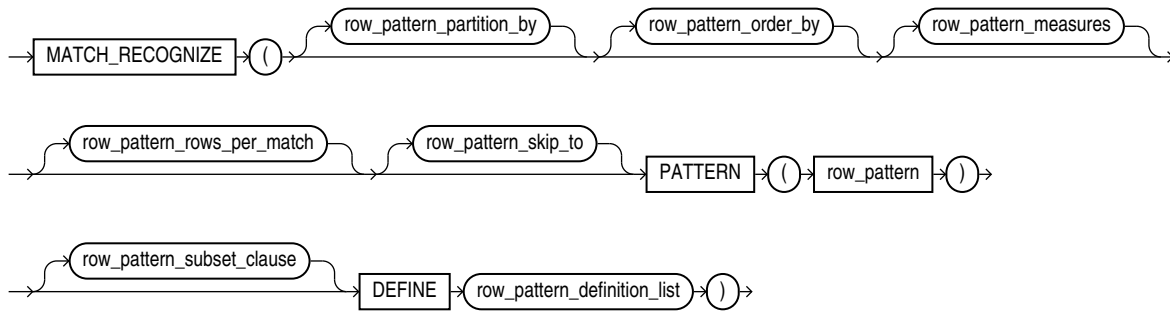 row_pattern_partition_by row_pattern_order_by row_pattern_measures
MATCH_RECOGNIZE (
row_pattern_rows_per_match row_pattern_skip_to
PATTERN ( row_pattern )
row_pattern_subset_clause
DEFINE row_pattern_definition_list )